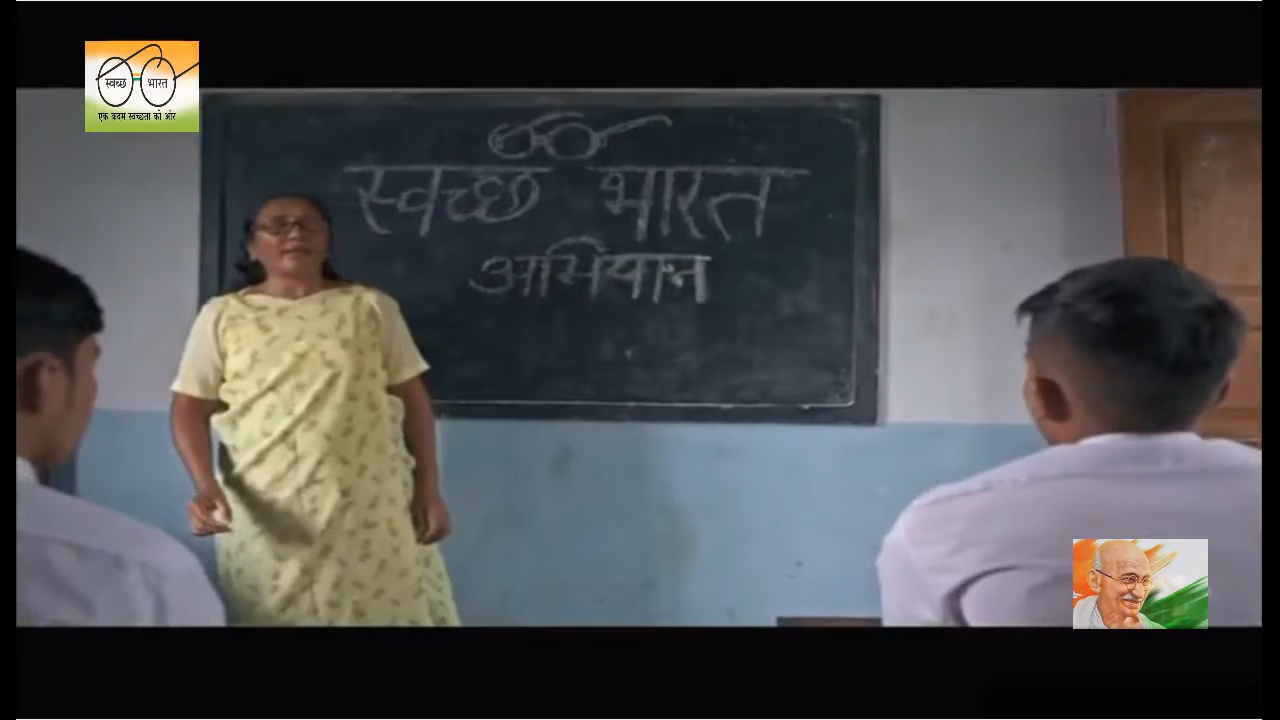 स्वच्छ भारत
एक कदम स्वच्छता की ओर
स्वच्छ भारत
अभियान